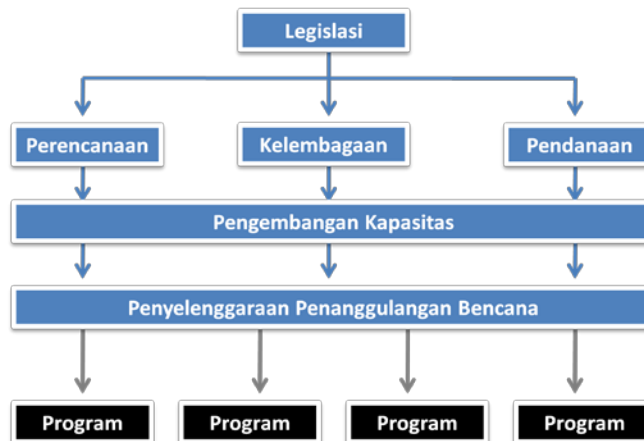 Legislasi
Perencanaan
Kelembagaan
Pendanaan
Pengembangan Kapasitas
Penyelenggaraan Penanggulangan Bencana
Program
Program
Program
Program